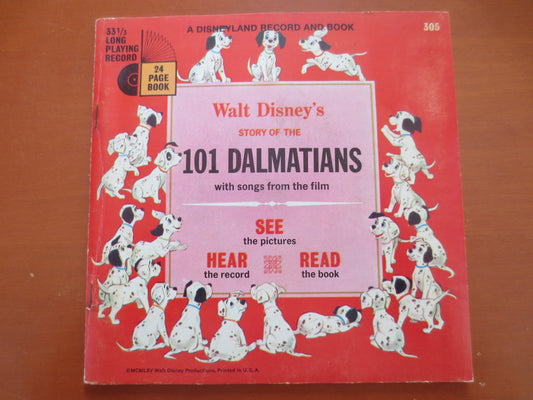 A DISNEYLAND RECORD AND BOOK
305
33 1/3
LONG
PLAYING
RECORD
24
PAGE
BOOK
Walt Disney's
STORY OF THE
101 DALMATIANS
with songs from the film
SEE
the pictures
HEAR
the record
READ
the book
©MCMLXV Walt Disney Productions, Printed in U.S.A.